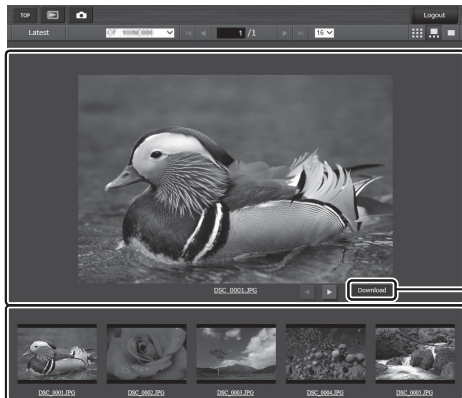 TOP
Logout
Latest
1 /1
16
DSC_0001.JPG
Download
DSC_0001.JPG
DSC_0002.JPG
DSC_0003.JPG
DSC_0004.JPG
DSC_0005.JPG